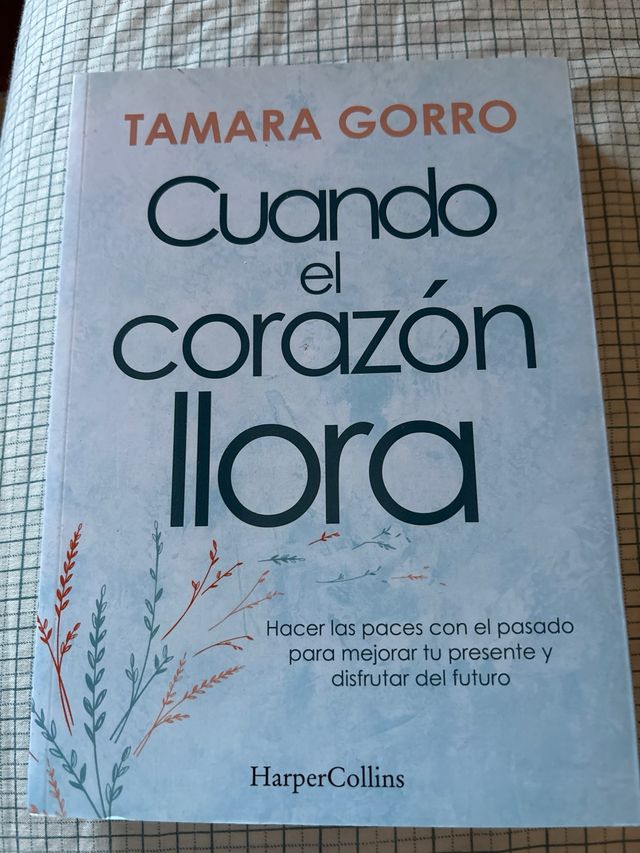 TAMARA GORRO
Cuando
el
corazón
llora
Hacer las paces con el pasado
para mejorar tu presente y
disfrutar del futuro
HarperCollins